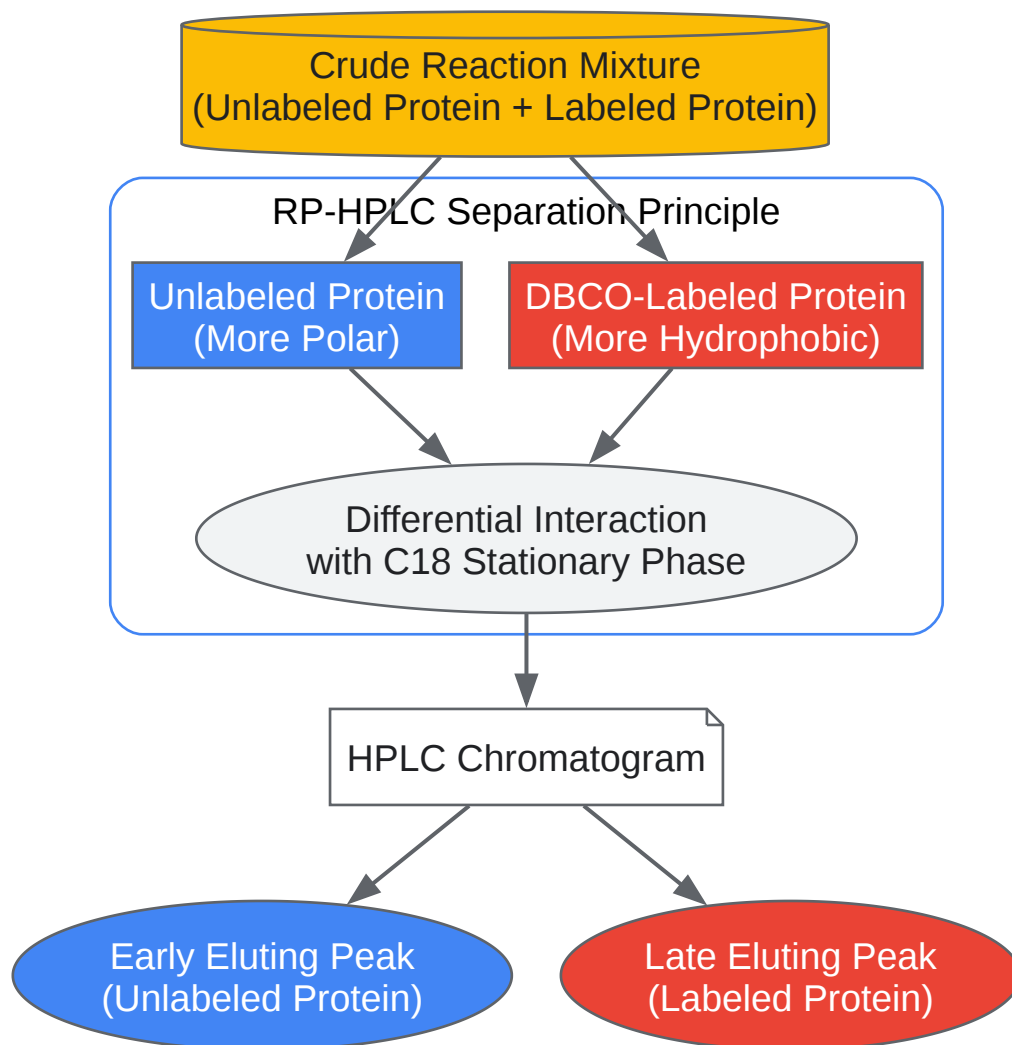 Crude Reaction Mixture
(Unlabeled Protein + Labeled Protein)
RP-HPLC Separation Principle
Unlabeled Protein
(More Polar)
DBCO-Labeled Protein
(More Hydrophobic)
Differential Interaction
with C18 Stationary Phase
HPLC Chromatogram
Early Eluting Peak
(Unlabeled Protein)
Late Eluting Peak
(Labeled Protein)